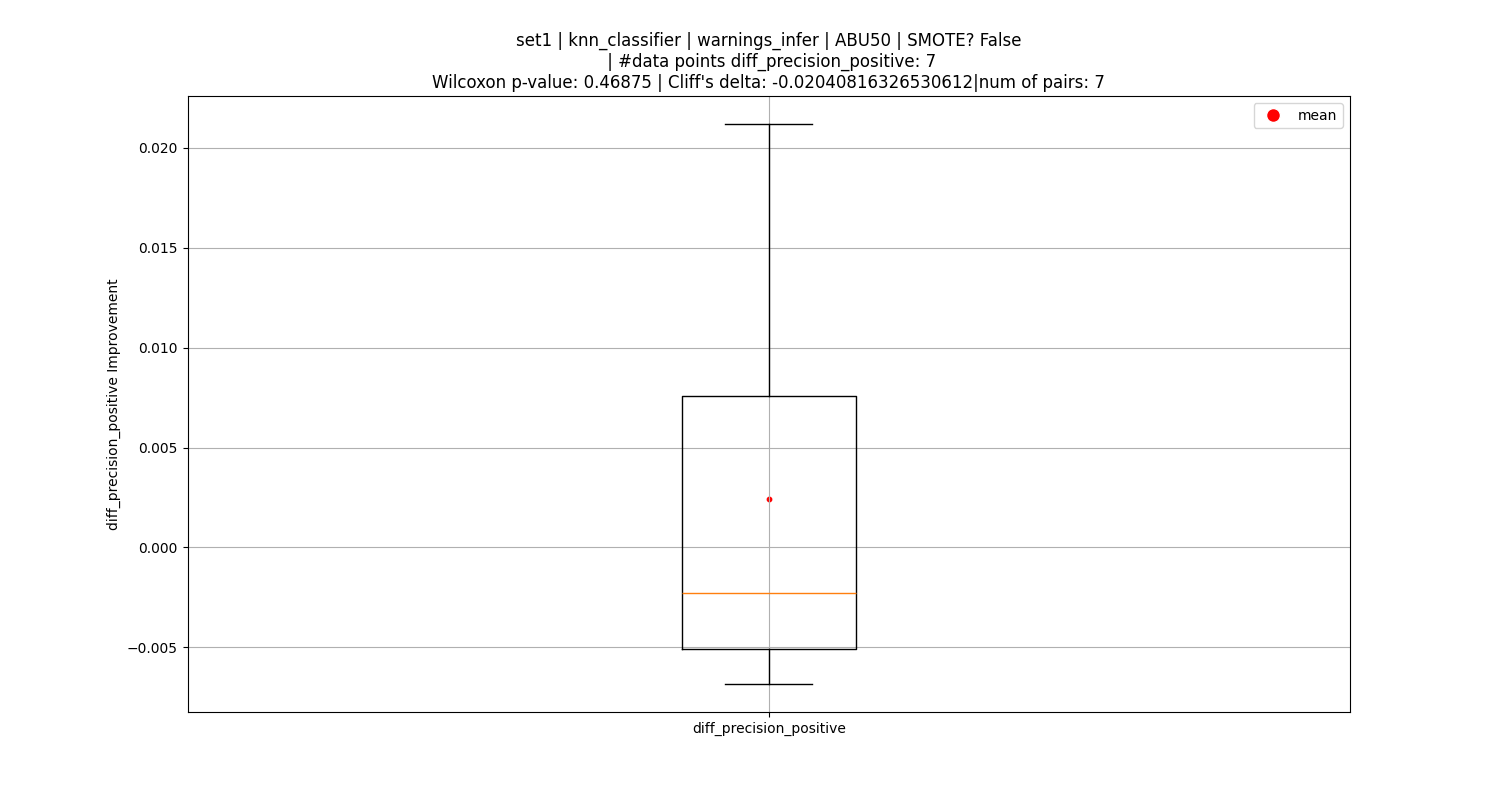 set1 | knn_classifier | warnings_infer | ABU50 | SMOTE? False
| #data points diff_precision_positive: 7
Wilcoxon p-value: 0.46875 | Cliff's delta: -0.02040816326530612|num of pairs: 7
mean
0.020
0.015
0.010
0.005
0.000
−0.005
diff_precision_positive Improvement
diff_precision_positive